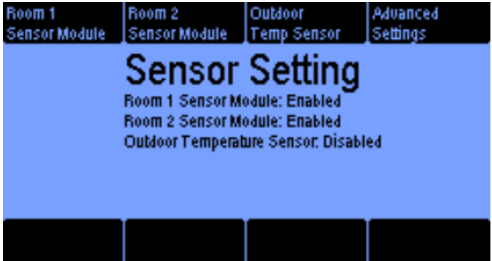 Room 1
Sensor Module
Room 2
Sensor Module
Outdoor
Temp Sensor
Advanced
Settings
Sensor Setting
Room 1 Sensor Module: Enabled
Room 2 Sensor Module: Enabled
Outdoor Temperature Sensor: Disabled